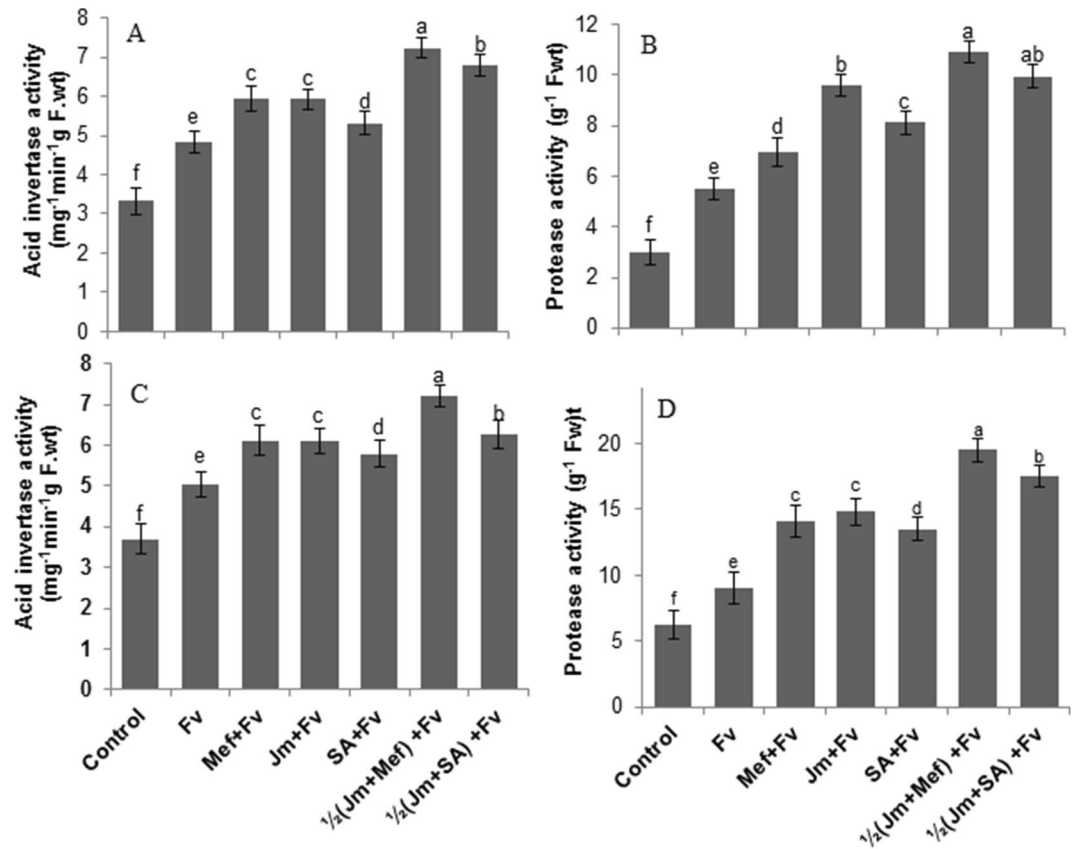 A
Acid invertase activity
(mg-1min-1g F.wt)
8
7
6
5
4
3
2
1
0
f
e
c
c
d
a
b
B
Protease activity (g-1 Fwt)
12
10
8
6
4
2
0
f
e
d
b
c
a
ab
C
Acid invertase activity
(mg-1min-1g F.wt)
8
7
6
5
4
3
2
1
0
f
e
c
c
d
a
b
Control
Fv
Mef+Fv
Jm+Fv
SA+Fv
½(Jm+Mef) +Fv
½(Jm+SA) +Fv
D
Protease activity (g-1 Fw)t
20
15
10
5
0
f
e
c
c
d
a
b
Control
Fv
Mef+Fv
Jm+Fv
SA+Fv
½(Jm+Mef) +Fv
½(Jm+SA) +Fv